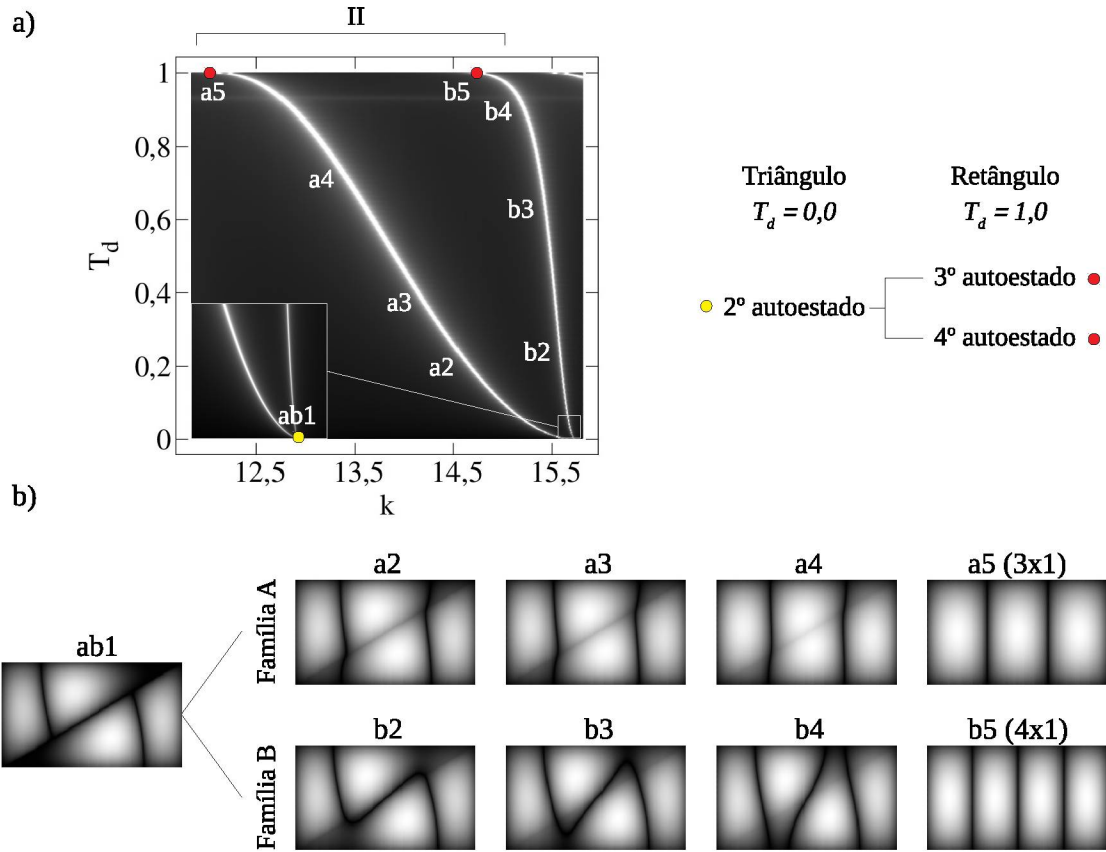 a)
II
1
0,8
0,6
0,4
0,2
0
T_d
a5
a4
a3
a2
b5
b4
b3
b2
ab1
12,5 13,5 14,5 15,5
k
Triângulo Retângulo
T_d = 0,0 T_d = 1,0
3º autoestado
2º autoestado
4º autoestado
b)
ab1
Família A
a2 a3 a4 a5 (3x1)
Família B
b2 b3 b4 b5 (4x1)